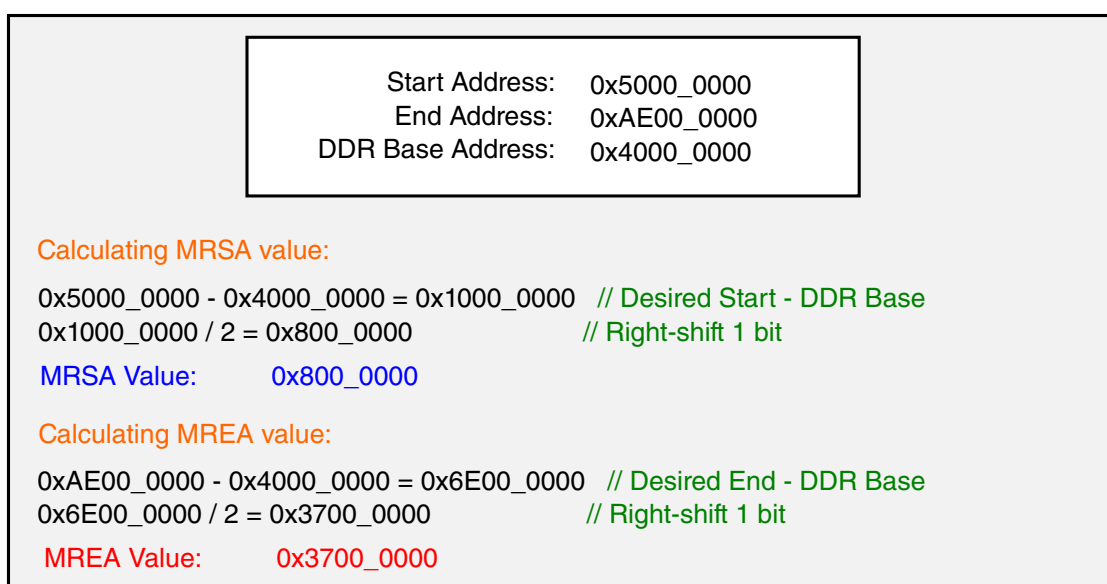 Start Address: 0x5000_0000
End Address: 0xAE00_0000
DDR Base Address: 0x4000_0000
Calculating MRSA value:
0x5000_0000 - 0x4000_0000 = 0x1000_0000 // Desired Start - DDR Base
0x1000_0000 / 2 = 0x800_0000 // Right-shift 1 bit
MRSA Value: 0x800_0000
Calculating MREA value:
0xAE00_0000 - 0x4000_0000 = 0x6E00_0000 // Desired End - DDR Base
0x6E00_0000 / 2 = 0x3700_0000 // Right-shift 1 bit
MREA Value: 0x3700_0000